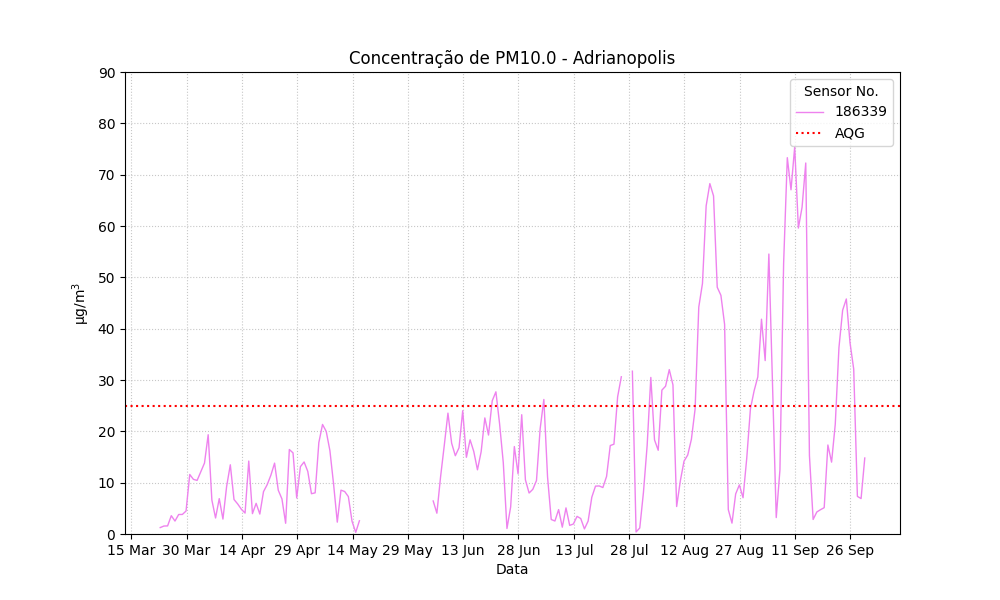 Concentração de PM10.0 - Adrianopolis
Sensor No.
186339
AQG
µg/m³
90
80
70
60
50
40
30
20
10
0
15 Mar 30 Mar 14 Apr 29 Apr 14 May 29 May 13 Jun 28 Jun 13 Jul 28 Jul 12 Aug 27 Aug 11 Sep 26 Sep
Data